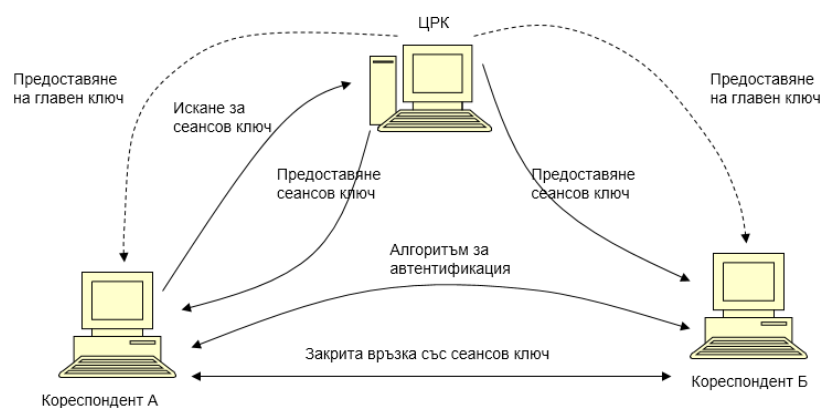 ЦРК
Предоставяне
на главен ключ
Предоставяне
на главен ключ
Искане за
сеансов ключ
Предоставяне
сеансов ключ
Предоставяне
сеансов ключ
Алгоритъм за
автентификация
Закрита връзка със сеансов ключ
Кореспондент А
Кореспондент Б